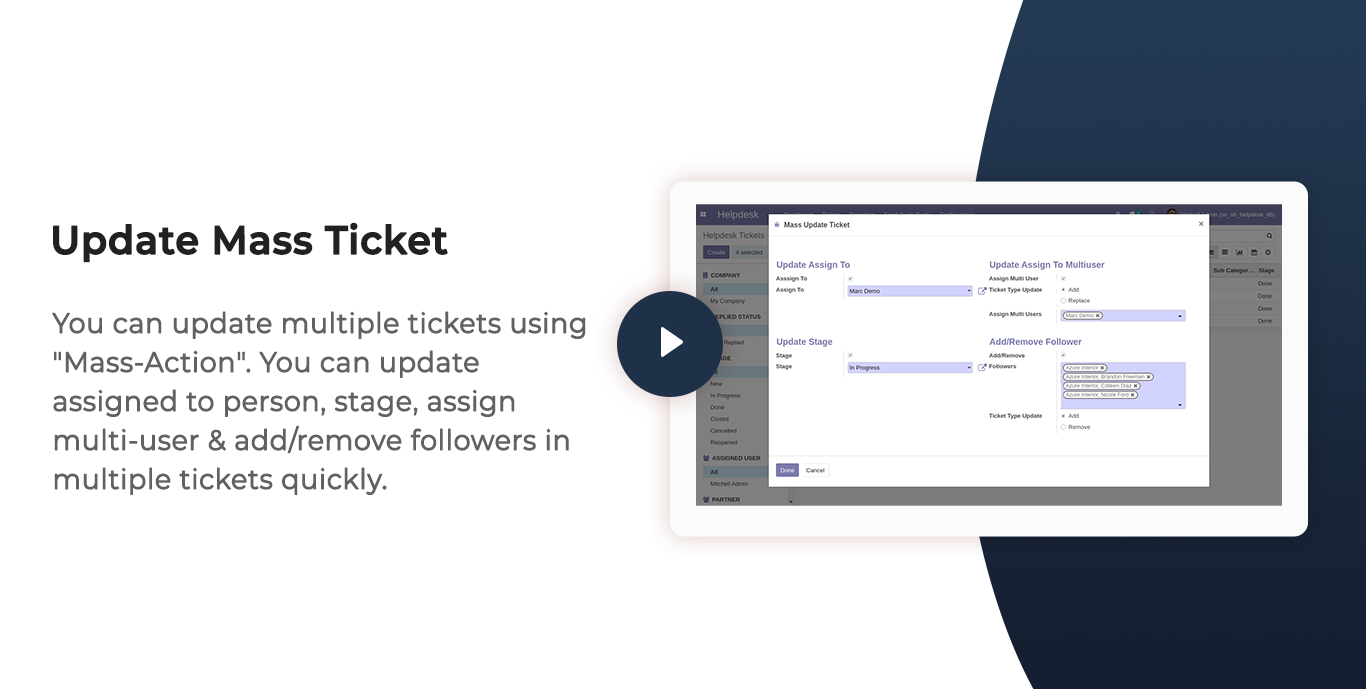 Update Mass Ticket
You can update multiple tickets using
"Mass-Action". You can update
assigned to person, stage, assign
multi-user & add/remove followers in
multiple tickets quickly.
Helpdesk
(sv_sh_helpdesk_db)
Helpdesk Tickets
Create
4 selected
COMPANY
All
My Company
REPLIED STATUS
Replied
New
In Progress
Done
Closed
Cancelled
Reopened
ASSIGNED USER
All
Mitchell Admin
PARTNER
Mass Update Ticket
×
Update Assign To
Asssign To
Assign To
Marc Demo
Update Assign To Multiuser
Assign Multi User
Ticket Type Update
Add
Replace
Assign Multi Users
Marc Demo ×
Update Stage
Stage
Stage
In Progress
Add/Remove Follower
Add/Remove
Followers
Azure Interior ×
Azure Interior, Brandon Freeman ×
Azure Interior, Colleen Diaz ×
Azure Interior, Nicole Ford ×
Ticket Type Update
Add
Remove
Done
Cancel
Sub Categor...
Stage
Done
Done
Done
Done